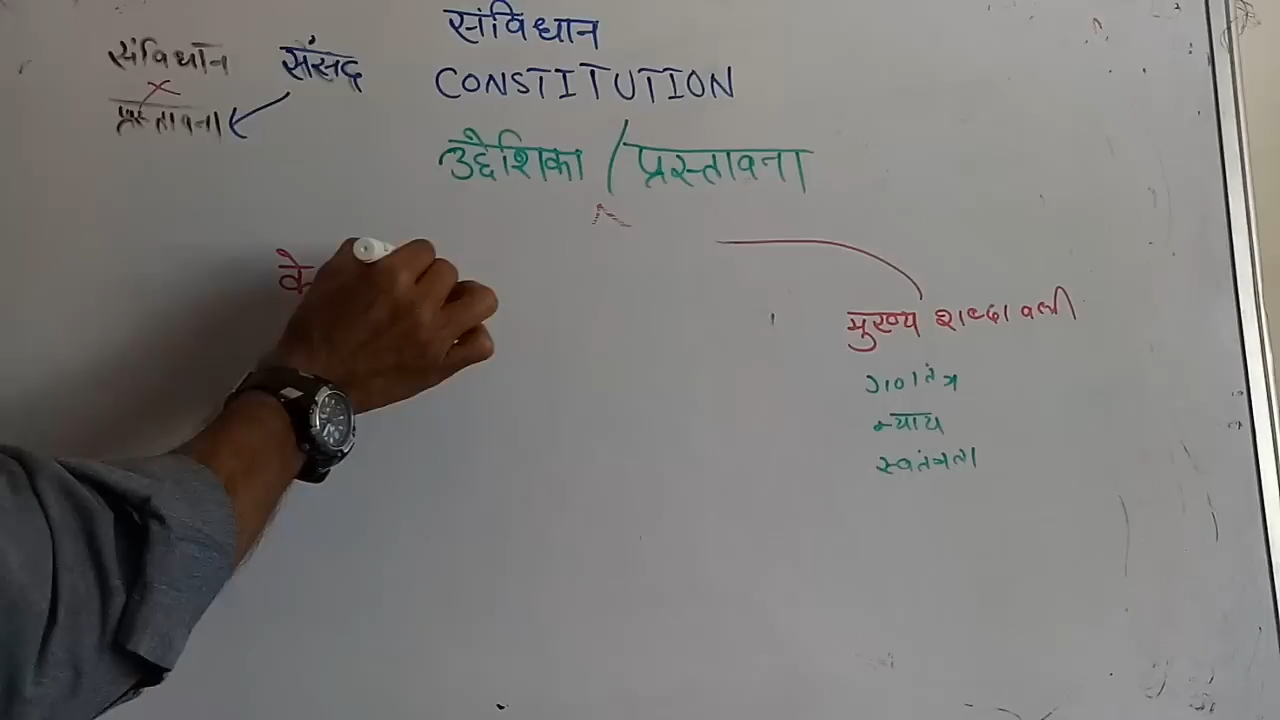 संविधान
CONSTITUTION
संविधान
संसद
प्रस्तावना
उद्देशिका / प्रस्तावना
के
मुख्य शब्दावली
गणतंत्र
न्याय
स्वतंत्रता